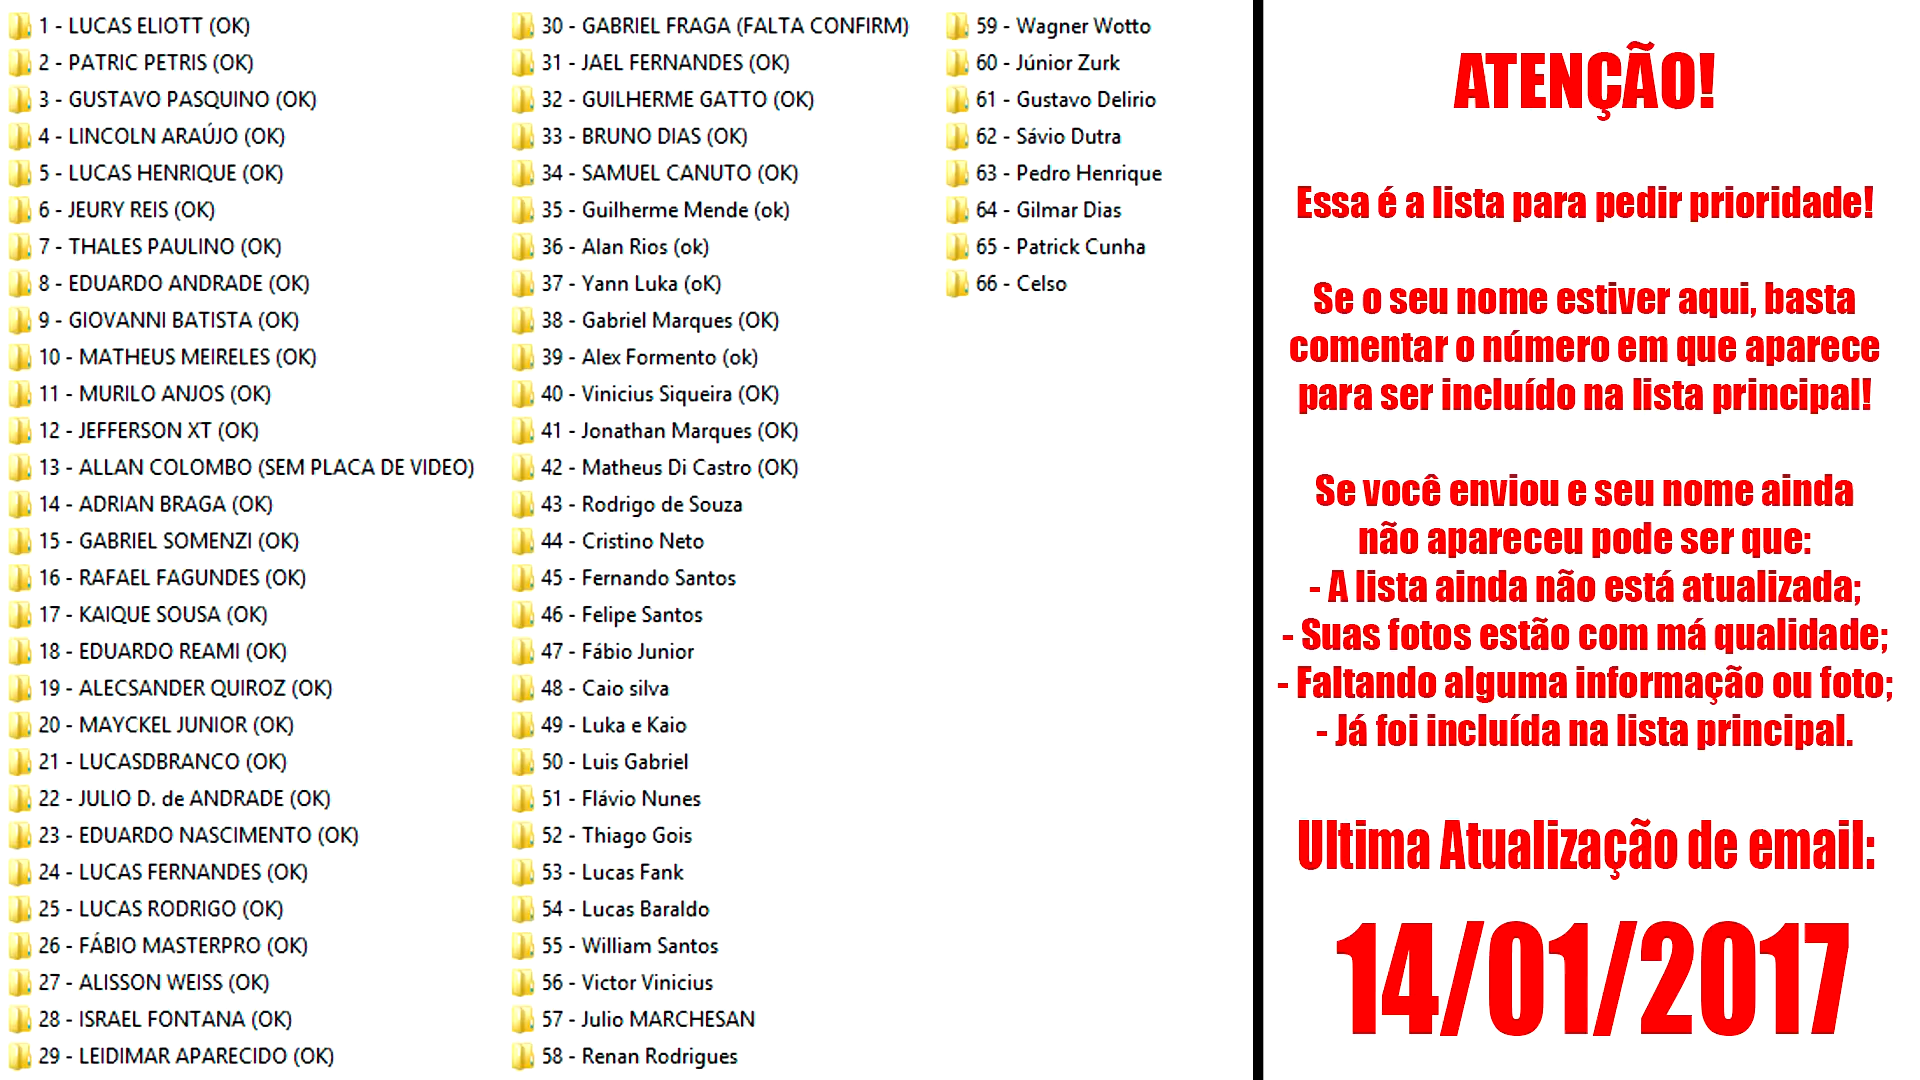 1 - LUCAS ELIOTT (OK)
2 - PATRIC PETRIS (OK)
3 - GUSTAVO PASQUINO (OK)
4 - LINCOLN ARAÚJO (OK)
5 - LUCAS HENRIQUE (OK)
6 - JEURY REIS (OK)
7 - THALES PAULINO (OK)
8 - EDUARDO ANDRADE (OK)
9 - GIOVANNI BATISTA (OK)
10 - MATHEUS MEIRELES (OK)
11 - MURILO ANJOS (OK)
12 - JEFFERSON XT (OK)
13 - ALLAN COLOMBO (SEM PLACA DE VIDEO)
14 - ADRIAN BRAGA (OK)
15 - GABRIEL SOMENZI (OK)
16 - RAFAEL FAGUNDES (OK)
17 - KAIQUE SOUSA (OK)
18 - EDUARDO REAMI (OK)
19 - ALECSANDER QUIROZ (OK)
20 - MAYCKEL JUNIOR (OK)
21 - LUCASDBRANCO (OK)
22 - JULIO D. de ANDRADE (OK)
23 - EDUARDO NASCIMENTO (OK)
24 - LUCAS FERNANDES (OK)
25 - LUCAS RODRIGO (OK)
26 - FÁBIO MASTERPRO (OK)
27 - ALISSON WEISS (OK)
28 - ISRAEL FONTANA (OK)
29 - LEIDIMAR APARECIDO (OK)
30 - GABRIEL FRAGA (FALTA CONFIRM)
31 - JAEL FERNANDES (OK)
32 - GUILHERME GATTO (OK)
33 - BRUNO DIAS (OK)
34 - SAMUEL CANUTO (OK)
35 - Guilherme Mende (ok)
36 - Alan Rios (ok)
37 - Yann Luka (oK)
38 - Gabriel Marques (OK)
39 - Alex Formento (ok)
40 - Vinicius Siqueira (OK)
41 - Jonathan Marques (OK)
42 - Matheus Di Castro (OK)
43 - Rodrigo de Souza
44 - Cristino Neto
45 - Fernando Santos
46 - Felipe Santos
47 - Fábio Junior
48 - Caio silva
49 - Luka e Kaio
50 - Luis Gabriel
51 - Flávio Nunes
52 - Thiago Gois
53 - Lucas Fank
54 - Lucas Baraldo
55 - William Santos
56 - Victor Vinicius
57 - Julio MARCHESAN
58 - Renan Rodrigues
59 - Wagner Wotto
60 - Júnior Zurk
61 - Gustavo Delirio
62 - Sávio Dutra
63 - Pedro Henrique
64 - Gilmar Dias
65 - Patrick Cunha
66 - Celso
ATENÇÃO!
Essa é a lista para pedir prioridade!
Se o seu nome estiver aqui, basta
comentar o número em que aparece
para ser incluído na lista principal!
Se você enviou e seu nome ainda
não apareceu pode ser que:
- A lista ainda não está atualizada;
- Suas fotos estão com má qualidade;
- Faltando alguma informação ou foto;
- Já foi incluída na lista principal.
Ultima Atualização de email:
14/01/2017